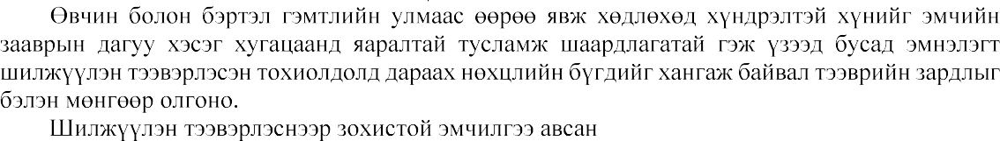 Өвчин болон бэртэл гэмтлийн улмаас өөрөө явж хөдлөхөд хүндрэлтэй хүнийг эмчийн
зааврын дагуу хэсэг хугацаанд яаралтай тусламж шаардлагатай гэж үзээд бусад эмнэлэгт
шилжүүлэн тээвэрлэсэн тохиолдолд дараах нөхцлийн бүгдийг хангаж байвал тээврийн зардлыг
бэлэн мөнгөөр олгоно.
Шилжүүлэн тээвэрлэснээр зохистой эмчилгээ авсан